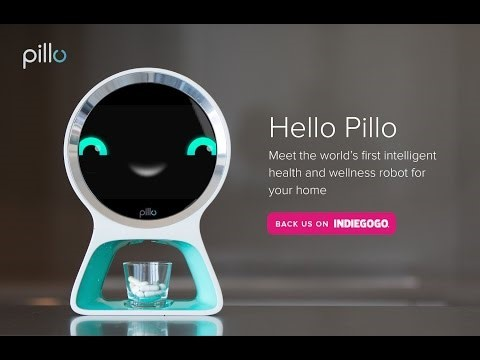 pillo
Hello Pillo
Meet the world's first intelligent
health and wellness robot for
your home
BACK US ON INDIEGOGO.
pillo